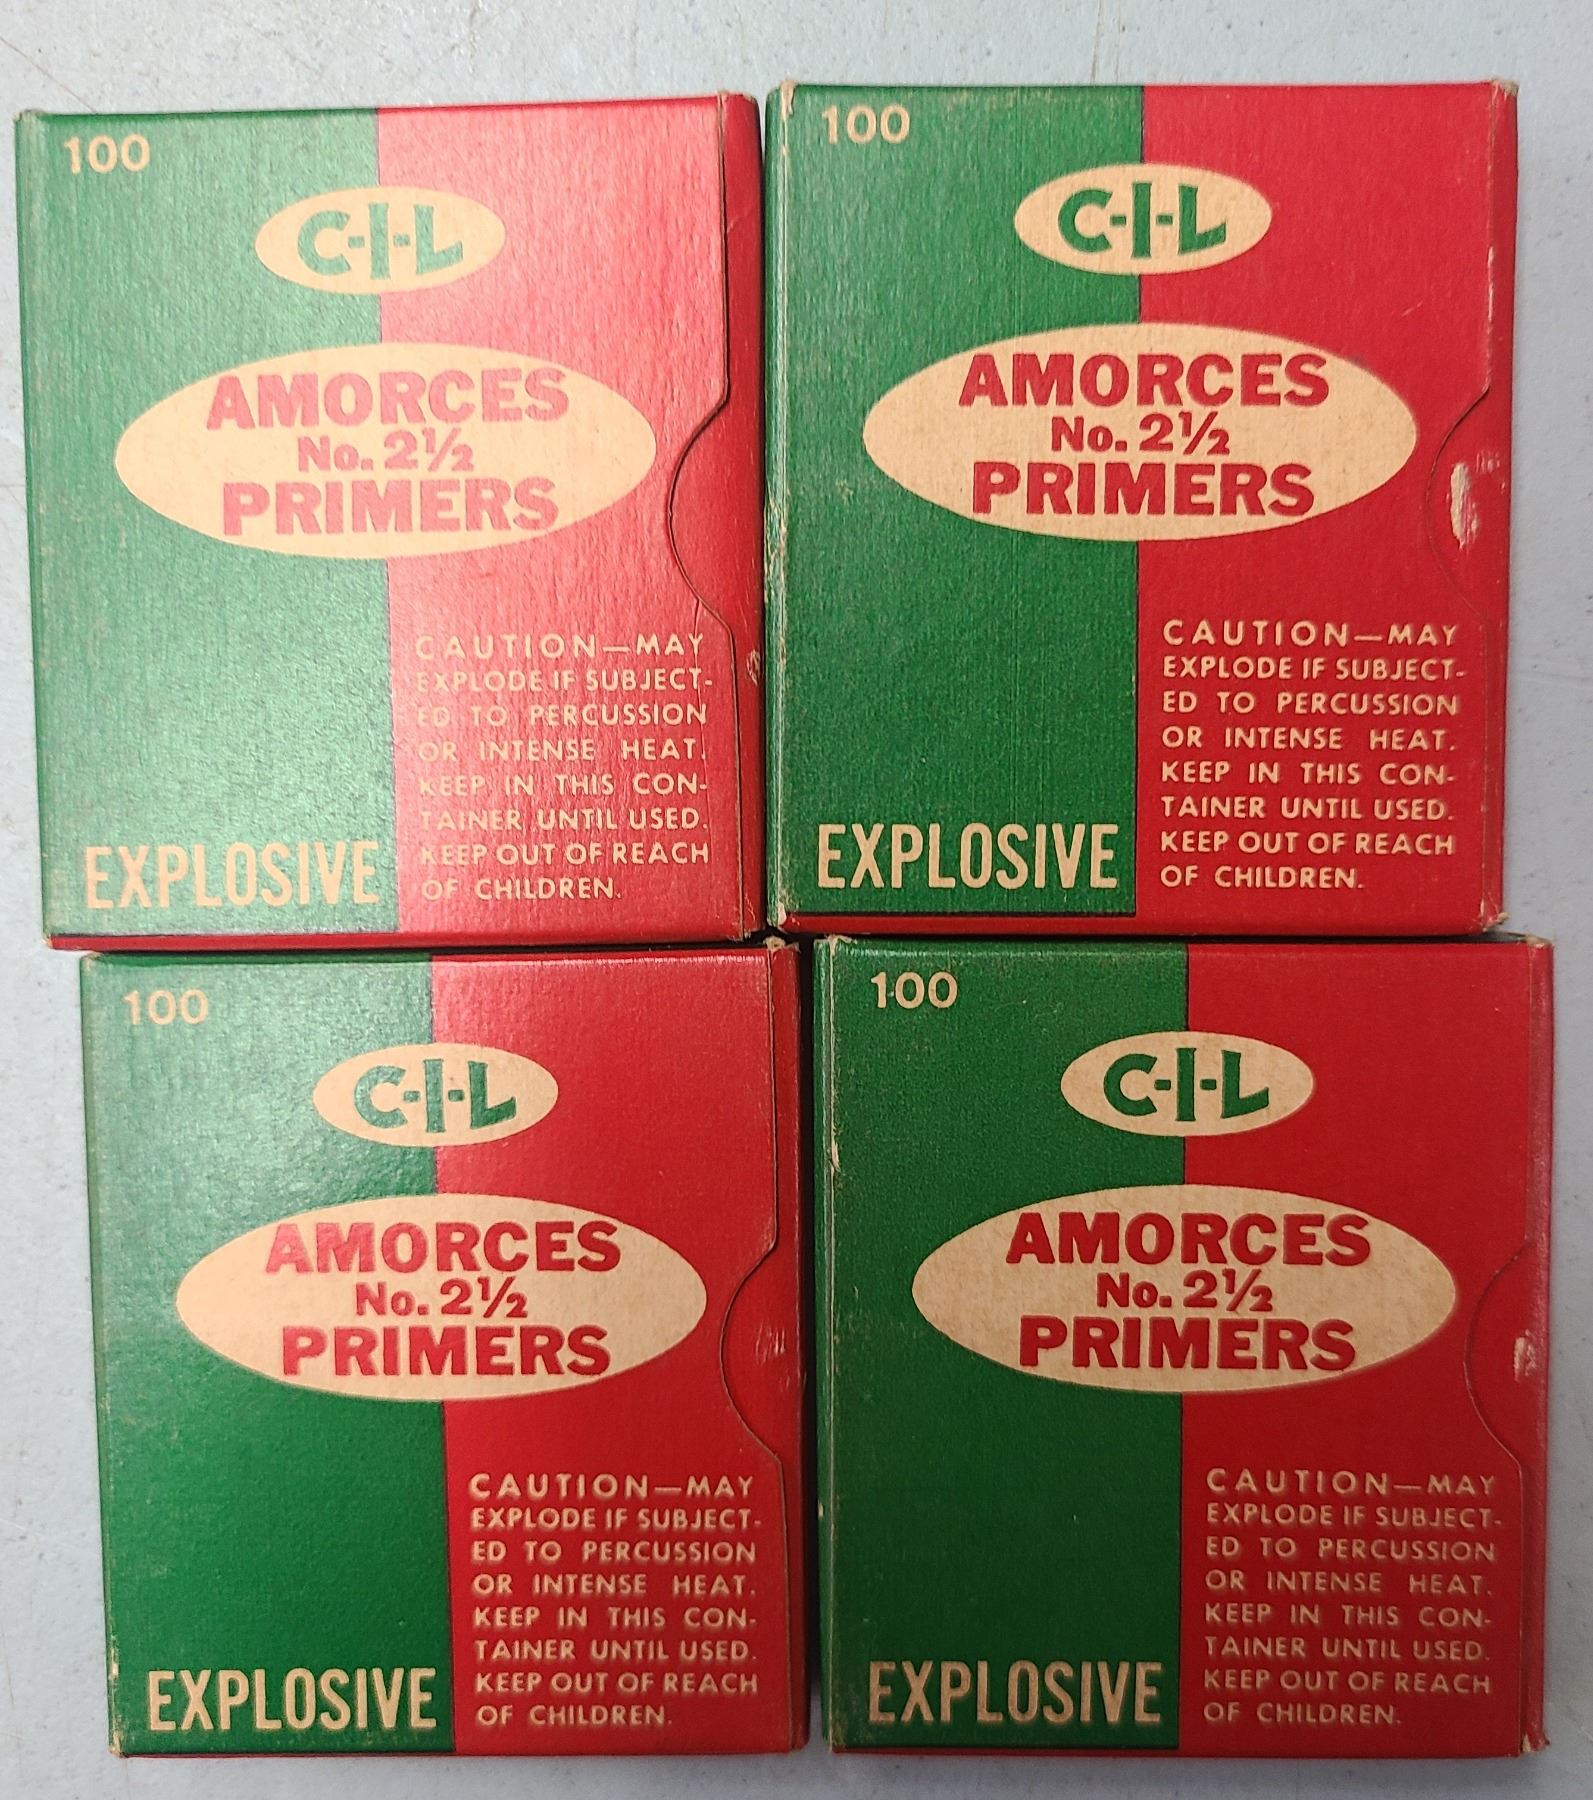 100
C-I-L
AMORCES
No. 2½
PRIMERS
CAUTION—MAY
EXPLODE IF SUBJECT-
ED TO PERCUSSION
OR INTENSE HEAT.
KEEP IN THIS CON-
TAINER UNTIL USED.
KEEP OUT OF REACH
OF CHILDREN.
EXPLOSIVE
100
C-I-L
AMORCES
No. 2½
PRIMERS
CAUTION—MAY
EXPLODE IF SUBJECT-
ED TO PERCUSSION
OR INTENSE HEAT.
KEEP IN THIS CON-
TAINER UNTIL USED.
KEEP OUT OF REACH
OF CHILDREN.
EXPLOSIVE
100
C-I-L
AMORCES
No. 2½
PRIMERS
CAUTION—MAY
EXPLODE IF SUBJECT-
ED TO PERCUSSION
OR INTENSE HEAT.
KEEP IN THIS CON-
TAINER UNTIL USED.
KEEP OUT OF REACH
OF CHILDREN.
EXPLOSIVE
100
C-I-L
AMORCES
No. 2½
PRIMERS
CAUTION—MAY
EXPLODE IF SUBJECT-
ED TO PERCUSSION
OR INTENSE HEAT.
KEEP IN THIS CON-
TAINER UNTIL USED.
KEEP OUT OF REACH
OF CHILDREN.
EXPLOSIVE